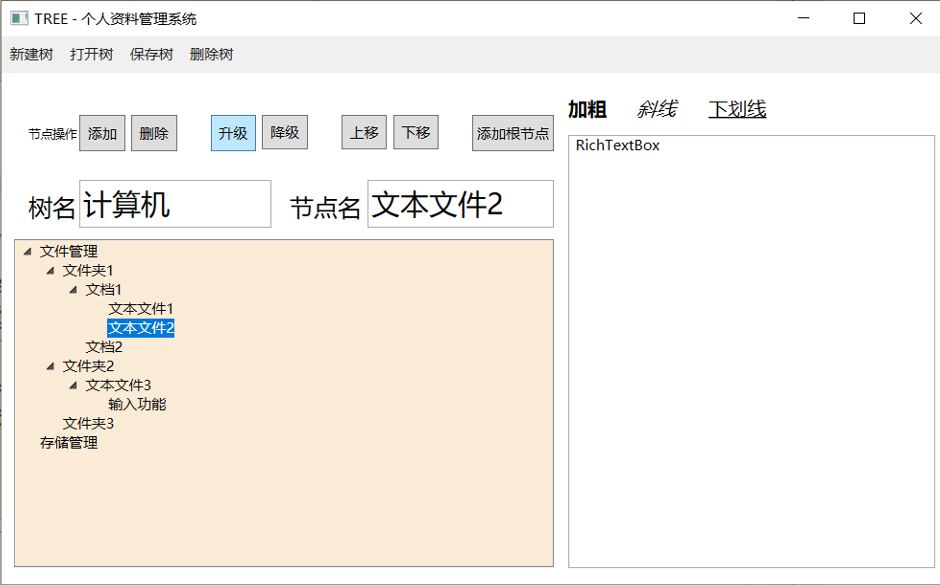 TREE - 个人资料管理系统
新建树 打开树 保存树 删除树
节点操作 添加 删除 升级 降级 上移 下移 添加根节点
加粗 斜线 下划线
树名 计算机 节点名 文本文件2
RichTextBox
文件管理
文件夹1
文档1
文本文件1
文本文件2
文档2
文件夹2
文本文件3
输入功能
文件夹3
存储管理